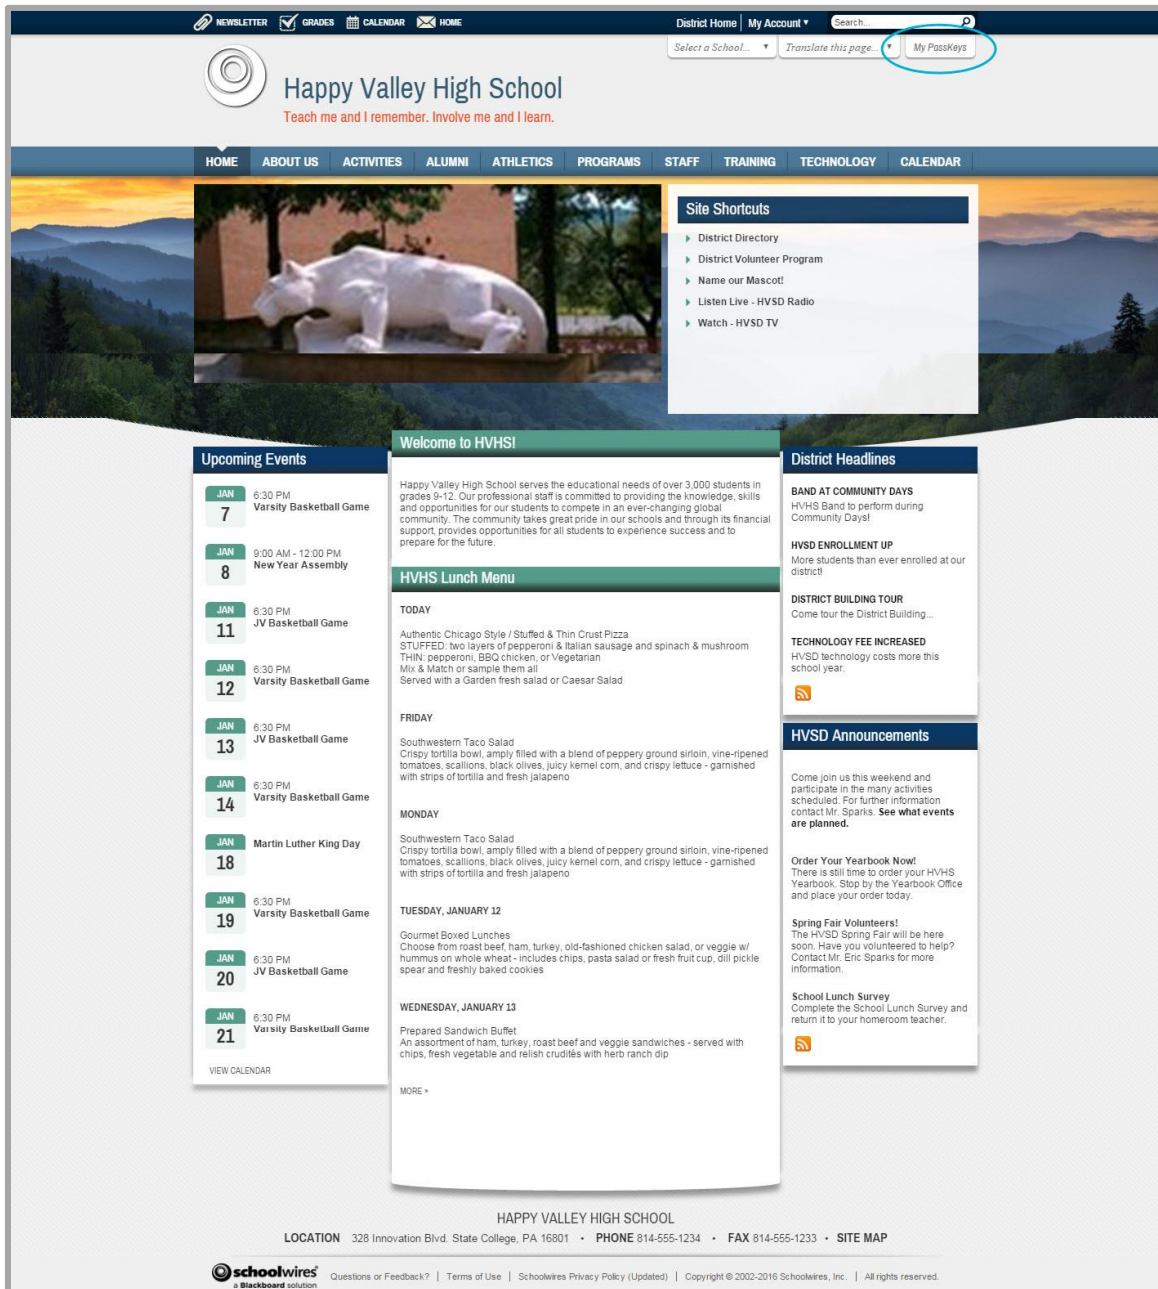 NEWSLETTER GRADES CALENDAR HOME District Home | My Account ▾ Search...
Select a School... ▾ Translate this page... ▾ My PassKeys
Happy Valley High School
Teach me and I remember. Involve me and I learn.
HOME ABOUT US ACTIVITIES ALUMNI ATHLETICS PROGRAMS STAFF TRAINING TECHNOLOGY CALENDAR
Site Shortcuts
District Directory
District Volunteer Program
Name our Mascot!
Listen Live - HVSD Radio
Watch - HVSD TV
Upcoming Events
JAN
7
6:30 PM
Varsity Basketball Game
JAN
8
9:00 AM - 12:00 PM
New Year Assembly
JAN
11
6:30 PM
JV Basketball Game
JAN
12
6:30 PM
Varsity Basketball Game
JAN
13
6:30 PM
JV Basketball Game
JAN
14
6:30 PM
Varsity Basketball Game
JAN
18
Martin Luther King Day
JAN
19
6:30 PM
Varsity Basketball Game
JAN
20
6:30 PM
JV Basketball Game
JAN
21
6:30 PM
Varsity Basketball Game
VIEW CALENDAR
Welcome to HVHS!
Happy Valley High School serves the educational needs of over 3,000 students in
grades 9-12. Our professional staff is committed to providing the knowledge, skills
and opportunities for our students to compete in an ever-changing global
community. The community takes great pride in our schools and through its financial
support, provides opportunities for all students to experience success and to
prepare for the future.
HVHS Lunch Menu
TODAY
Authentic Chicago Style / Stuffed & Thin Crust Pizza
STUFFED: two layers of pepperoni & Italian sausage and spinach & mushroom
THIN: pepperoni, BBQ chicken, or Vegetarian
Mix & Match or sample them all
Served with a Garden fresh salad or Caesar Salad
FRIDAY
Southwestern Taco Salad
Crispy tortilla bowl, amply filled with a blend of peppery ground sirloin, vine-ripened
tomatoes, scallions, black olives, juicy kernel corn, and crispy lettuce - garnished
with strips of tortilla and fresh jalapeno
MONDAY
Southwestern Taco Salad
Crispy tortilla bowl, amply filled with a blend of peppery ground sirloin, vine-ripened
tomatoes, scallions, black olives, juicy kernel corn, and crispy lettuce - garnished
with strips of tortilla and fresh jalapeno
TUESDAY, JANUARY 12
Gourmet Boxed Lunches
Choose from roast beef, ham, turkey, old-fashioned chicken salad, or veggie w/
hummus on whole wheat - includes chips, pasta salad or fresh fruit cup, dill pickle
spear and freshly baked cookies
WEDNESDAY, JANUARY 13
Prepared Sandwich Buffet
An assortment of ham, turkey, roast beef and veggie sandwiches - served with
chips, fresh vegetable and relish crudités with herb ranch dip
MORE »
District Headlines
BAND AT COMMUNITY DAYS
HVHS Band to perform during
Community Days!
HVSD ENROLLMENT UP
More students than ever enrolled at our
district!
DISTRICT BUILDING TOUR
Come tour the District Building...
TECHNOLOGY FEE INCREASED
HVSD technology costs more this
school year.
HVSD Announcements
Come join us this weekend and
participate in the many activities
scheduled. For further information
contact Mr. Sparks. See what events
are planned.
Order Your Yearbook Now!
There is still time to order your HVHS
Yearbook. Stop by the Yearbook Office
and place your order today.
Spring Fair Volunteers!
The HVSD Spring Fair will be here
soon. Have you volunteered to help?
Contact Mr. Eric Sparks for more
information.
School Lunch Survey
Complete the School Lunch Survey and
return it to your homeroom teacher.
HAPPY VALLEY HIGH SCHOOL
LOCATION 328 Innovation Blvd. State College, PA 16801 • PHONE 814-555-1234 • FAX 814-555-1233 • SITE MAP
schoolwires
a Blackboard solution
Questions or Feedback? | Terms of Use | Schoolwires Privacy Policy (Updated) | Copyright © 2002-2016 Schoolwires, Inc. | All rights reserved.